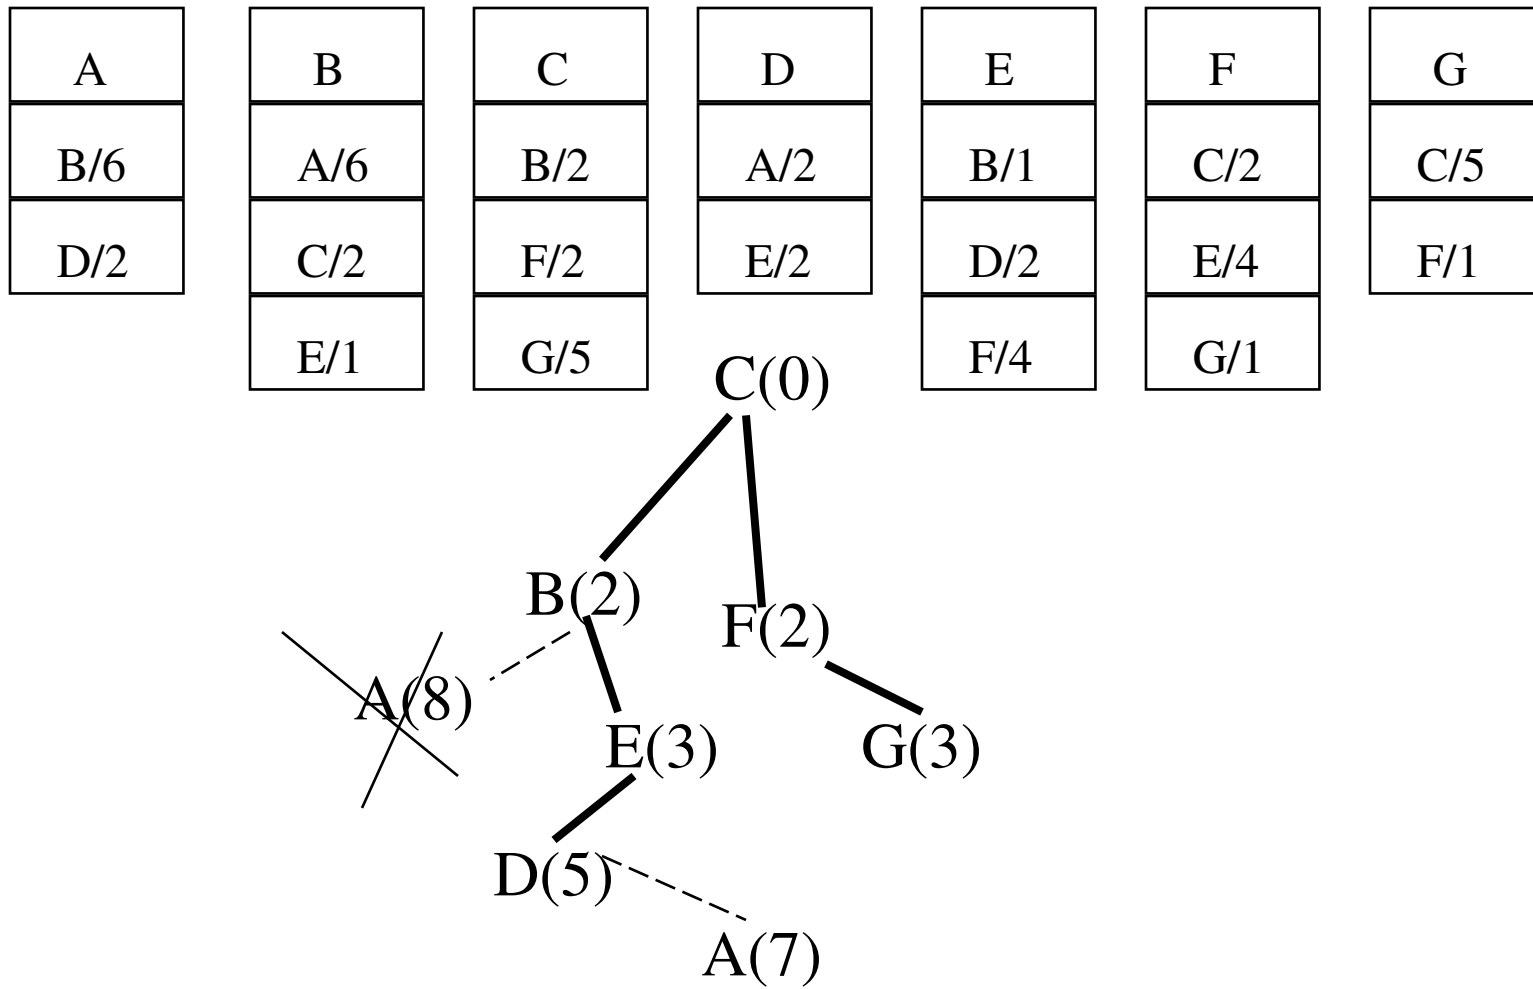 A B C D E F G
B/6 A/6 B/2 A/2 B/1 C/2 C/5
D/2 C/2 F/2 E/2 D/2 E/4 F/1
E/1 G/5 F/4 G/1
C(0)
B(2) F(2)
A(8)
E(3) G(3)
D(5)
A(7)